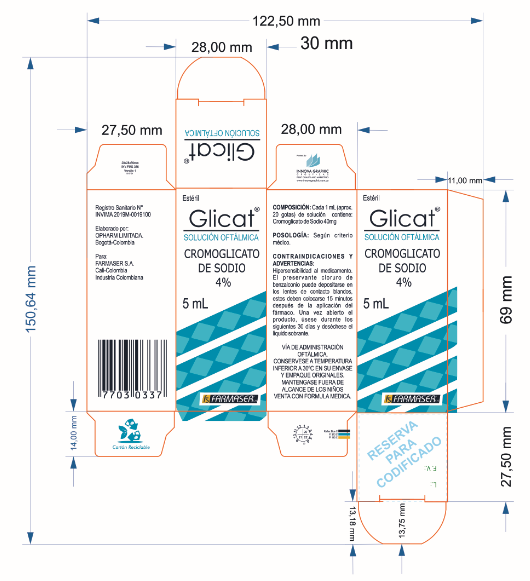 122,50 mm
28,00 mm
30 mm
27,50 mm
28,00 mm
11,00 mm
SOLUCIÓN OFTÁLMICA
Glicat®
INNOVA GRAPHIC
Registro Sanitario N°
INVIMA 2019M-0019100
Elaborado por:
OPHARM LIMITADA.
Bogotá-Colombia
Para:
FARMASER S.A.
Cali-Colombia
Industria Colombiana
7703 0337
Cartón Reciclable
Estéril
Glicat®
SOLUCIÓN OFTÁLMICA
CROMOGLICATO
DE SODIO
4%
5 mL
FARMASER
COMPOSICIÓN: Cada 1 mL (aprox.
20 gotas) de solución contiene:
Cromoglicato de Sodio 40mg
POSOLOGÍA: Según criterio
médico.
CONTRAINDICACIONES Y
ADVERTENCIAS:
Hipersensibilidad al medicamento.
El preservante cloruro de
benzalconio puede depositarse en
los lentes de contacto blandos,
estos deben colocarse 15 minutos
después de la aplicación del
fármaco. Una vez abierto el
producto, úsese durante los
siguientes 30 días y deséchese el
líquido sobrante.
VÍA DE ADMINISTRACIÓN
OFTÁLMICA.
CONSERVESE A TEMPERATURA
INFERIOR A 30°C EN SU ENVASE
Y EMPAQUE ORIGINALES.
MANTENGASE FUERA DE
ALCANCE DE LOS NIÑOS
VENTA CON FORMULA MEDICA.
Estéril
Glicat®
SOLUCIÓN OFTÁLMICA
CROMOGLICATO
DE SODIO
4%
5 mL
FARMASER
RESERVA
PARA
CODIFICADO
L:
F.V:
150,64 mm
69 mm
14,00 mm
27,50 mm
13,18 mm
13,75 mm